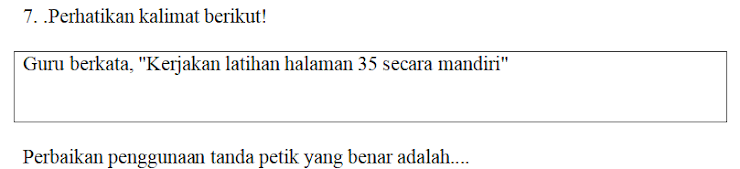 7. .Perhatikan kalimat berikut!
Guru berkata, "Kerjakan latihan halaman 35 secara mandiri"
Perbaikan penggunaan tanda petik yang benar adalah....